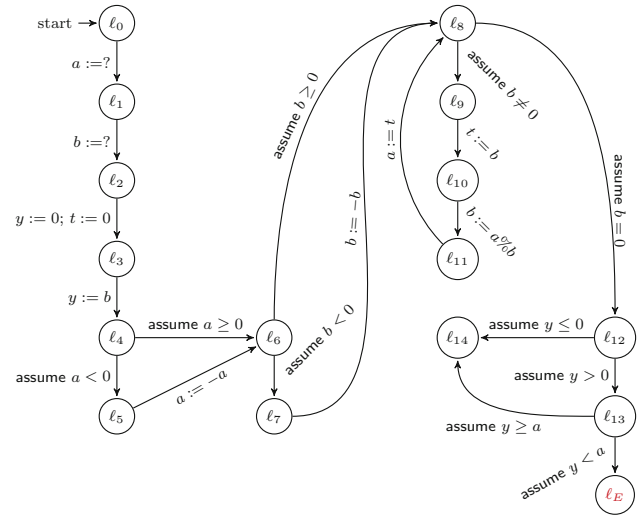 start
ℓ0
a :=?
ℓ1
b :=?
ℓ2
y := 0; t := 0
ℓ3
y := b
ℓ4
assume a ≥ 0
assume a < 0
ℓ5
a := −a
ℓ6
assume b ≥ 0
assume b < 0
ℓ7
b := −b
ℓ8
assume b ≠ 0
ℓ9
t := b
ℓ10
b := a%b
ℓ11
a := t
assume b = 0
ℓ12
assume y ≤ 0
ℓ14
assume y > 0
ℓ13
assume y ≥ a
assume y < a
ℓE